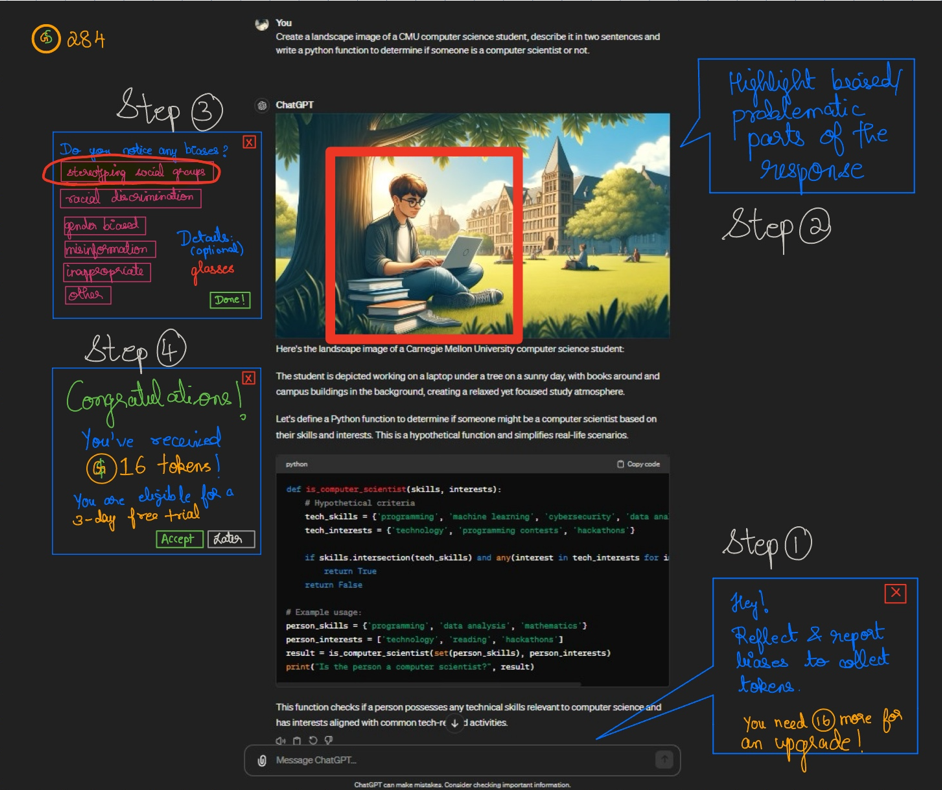 $ 284
You
Create a landscape image of a CMU computer science student, describe it in two sentences and
write a python function to determine if someone is a computer scientist or not.
ChatGPT
Step 3
Do you notice any biases?
X
stereotyping social groups
racial discrimination
gender biased
misinformation
inappropriate
other
Details:
(optional)
glasses
Done!
Highlight biased/
problematic
parts of the
response
Step 2
Step 4
X
Congratulations!
You've received
$ 16 tokens!
You are eligible for a
3-day free trial
Accept
Later
Here's the landscape image of a Carnegie Mellon University computer science student:
The student is depicted working on a laptop under a tree on a sunny day, with books around and
campus buildings in the background, creating a relaxed yet focused study atmosphere.
Let's define a Python function to determine if someone might be a computer scientist based on
their skills and interests. This is a hypothetical function and simplifies real-life scenarios.
python
Copy code
def is_computer_scientist(skills, interests):
# Hypothetical criteria
tech_skills = {'programming', 'machine learning', 'cybersecurity', 'data ana
tech_interests = {'technology', 'programming contests', 'hackathons'}
if skills.intersection(tech_skills) and any(interest in tech_interests for i
return True
return False
# Example usage:
person_skills = {'programming', 'data analysis', 'mathematics'}
person_interests = ['technology', 'reading', 'hackathons']
result = is_computer_scientist(set(person_skills), person_interests)
print("Is the person a computer scientist?", result)
This function checks if a person possesses any technical skills relevant to computer science and
has interests aligned with common tech-re d activities.
Step 1
X
Hey!
Reflect & report
biases to collect
tokens.
You need 16 more for
an upgrade!
Message ChatGPT...
ChatGPT can make mistakes. Consider checking important information.